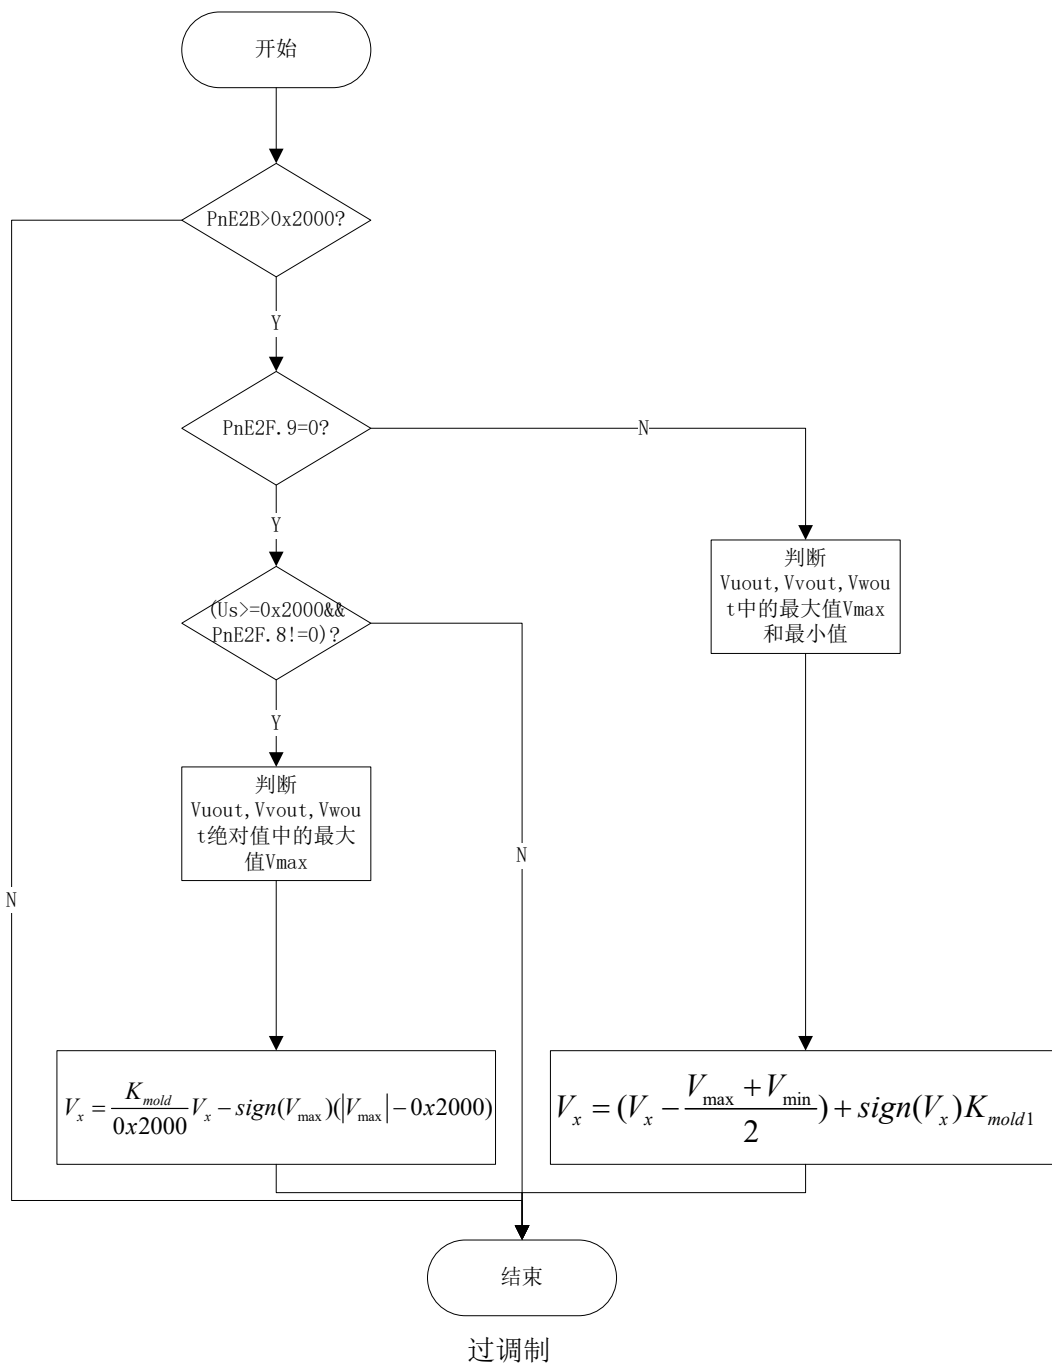 开始
PnE2B>0x2000?
Y
PnE2F.9=0?
N
Y
判断
Vuout,Vvout,Vwou
t中的最大值Vmax
和最小值
(Us>=0x2000&&
PnE2F.8!=0)?
Y
判断
Vuout,Vvout,Vwou
t绝对值中的最大
值Vmax
N
N
V_x = \frac{K_{mold}}{0x2000} V_x - sign(V_{max})(|V_{max}| - 0x2000)
V_x = (V_x - \frac{V_{max} + V_{min}}{2}) + sign(V_x) K_{mold1}
结束
过调制